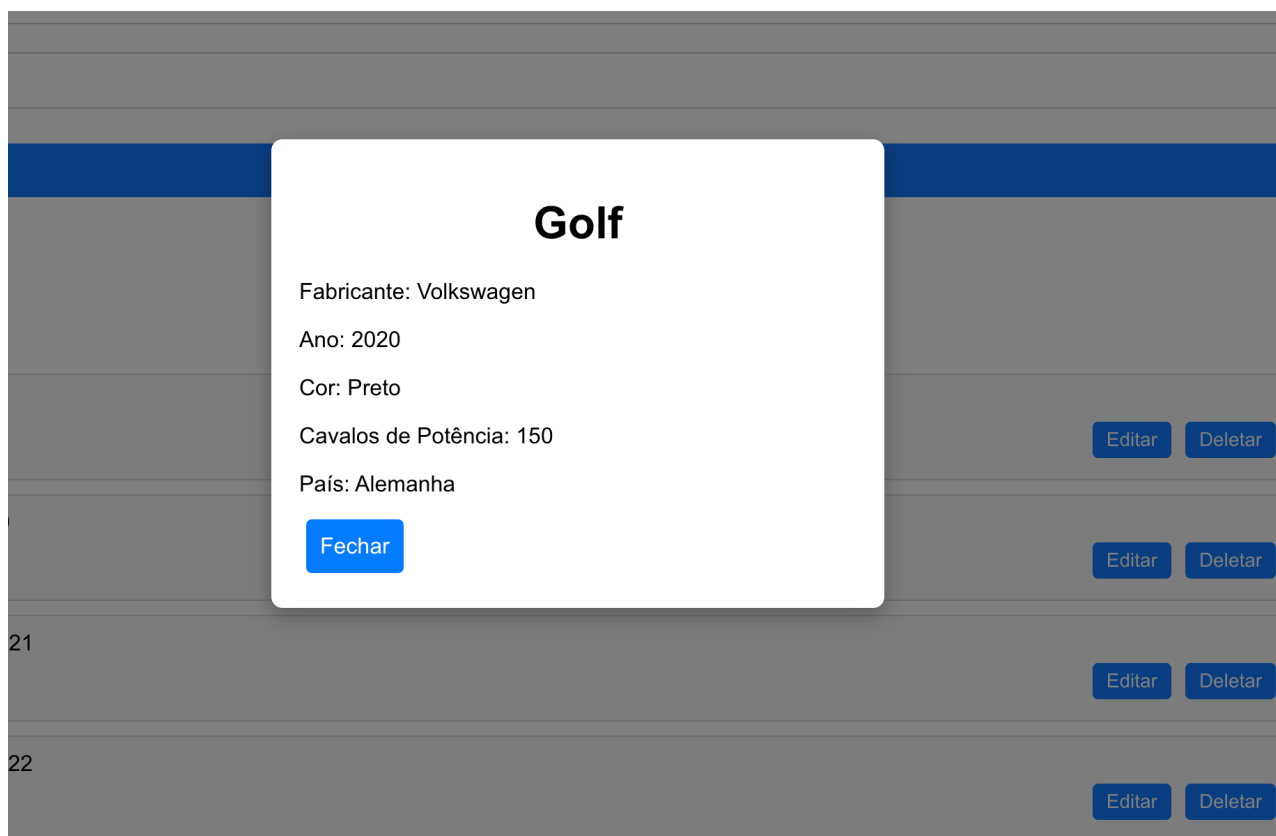 Golf
Fabricante: Volkswagen
Ano: 2020
Cor: Preto
Cavalos de Potência: 150
País: Alemanha
Fechar
Editar Deletar
Editar Deletar
21
Editar Deletar
22
Editar Deletar